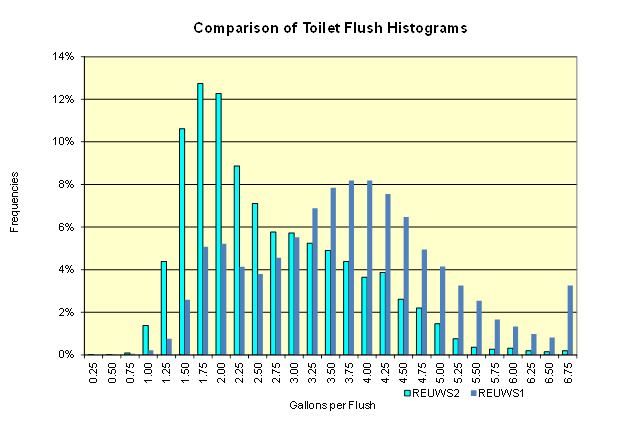 Comparison of Toilet Flush Histograms
14%
12%
10%
8%
6%
4%
2%
0%
Frequencies
0.25 0.50 0.75 1.00 1.25 1.50 1.75 2.00 2.25 2.50 2.75 3.00 3.25 3.50 3.75 4.00 4.25 4.50 4.75 5.00 5.25 5.50 5.75 6.00 6.25 6.50 6.75
Gallons per Flush
REUWS2 REUWS1